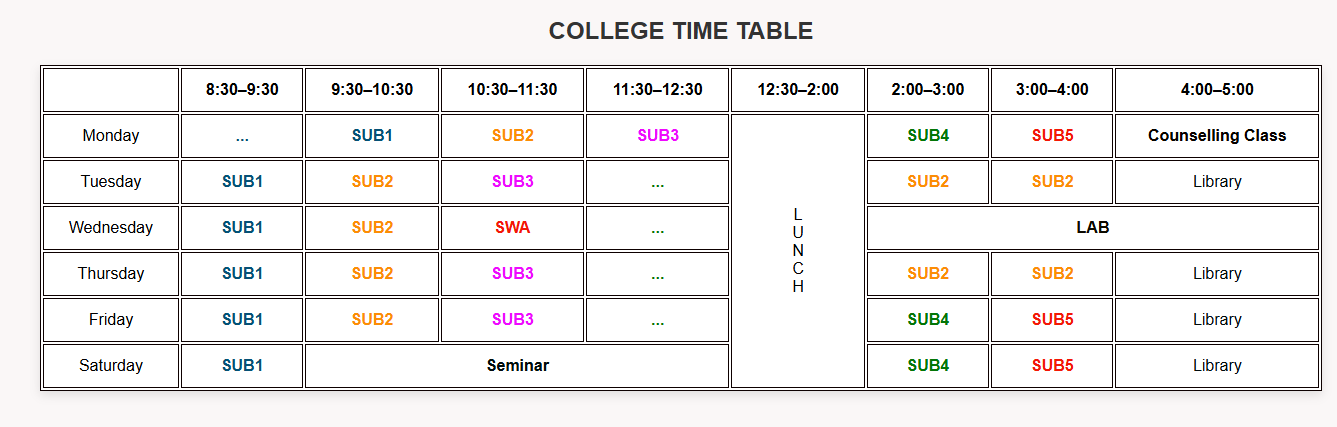 COLLEGE TIME TABLE
8:30–9:30 9:30–10:30 10:30–11:30 11:30–12:30 12:30–2:00 2:00–3:00 3:00–4:00 4:00–5:00
Monday ... SUB1 SUB2 SUB3 SUB4 SUB5 Counselling Class
Tuesday SUB1 SUB2 SUB3 ... SUB2 SUB2 Library
Wednesday SUB1 SUB2 SWA ... LAB
Thursday SUB1 SUB2 SUB3 ... SUB2 SUB2 Library
Friday SUB1 SUB2 SUB3 ... SUB4 SUB5 Library
Saturday SUB1 Seminar SUB4 SUB5 Library
L
U
N
C
H